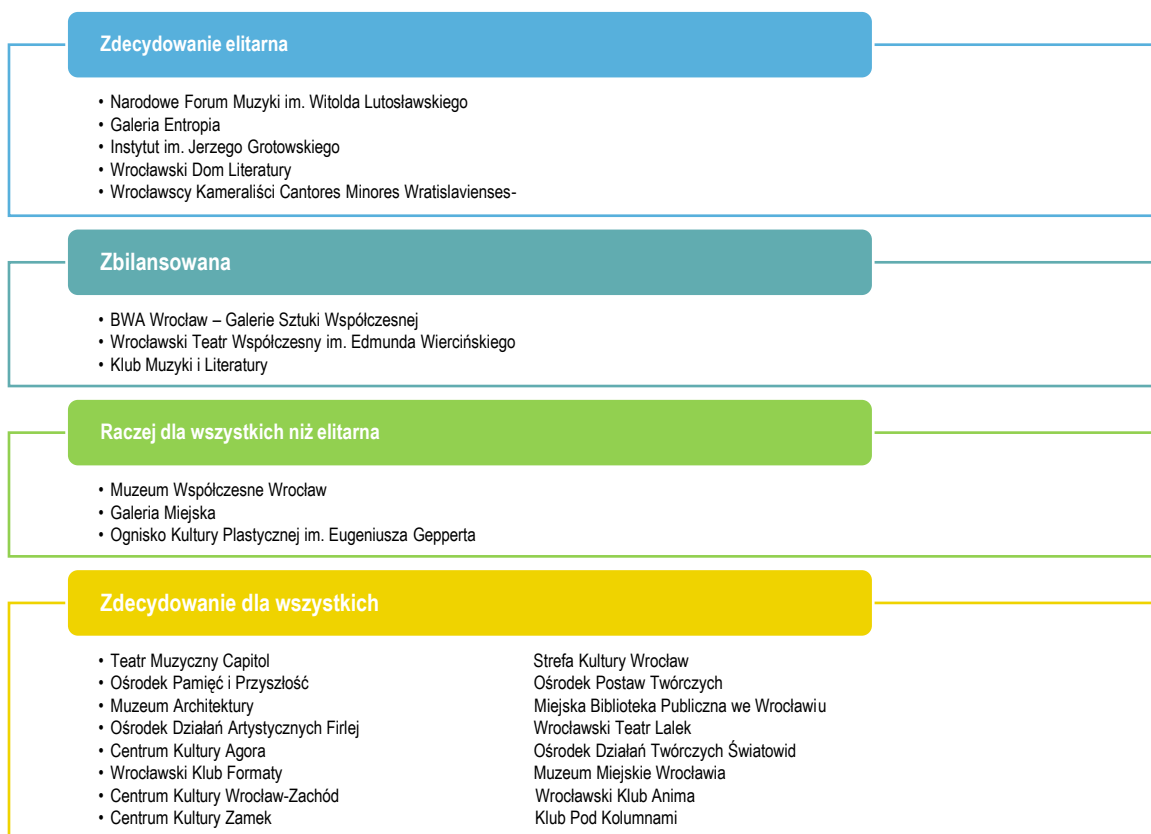 Zdecydowanie elitarna
• Narodowe Forum Muzyki im. Witolda Lutosławskiego
• Galeria Entropia
• Instytut im. Jerzego Grotowskiego
• Wrocławski Dom Literatury
• Wrocławscy Kameraliści Cantores Minores Wratislavienses-
Zbilansowana
• BWA Wrocław – Galerie Sztuki Współczesnej
• Wrocławski Teatr Współczesny im. Edmunda Wiercińskiego
• Klub Muzyki i Literatury
Raczej dla wszystkich niż elitarna
• Muzeum Współczesne Wrocław
• Galeria Miejska
• Ognisko Kultury Plastycznej im. Eugeniusza Gepperta
Zdecydowanie dla wszystkich
• Teatr Muzyczny Capitol
• Ośrodek Pamięć i Przyszłość
• Muzeum Architektury
• Ośrodek Działań Artystycznych Firlej
• Centrum Kultury Agora
• Wrocławski Klub Formaty
• Centrum Kultury Wrocław-Zachód
• Centrum Kultury Zamek
Strefa Kultury Wrocław
Ośrodek Postaw Twórczych
Miejska Biblioteka Publiczna we Wrocławiu
Wrocławski Teatr Lalek
Ośrodek Działań Twórczych Światowid
Muzeum Miejskie Wrocławia
Wrocławski Klub Anima
Klub Pod Kolumnami